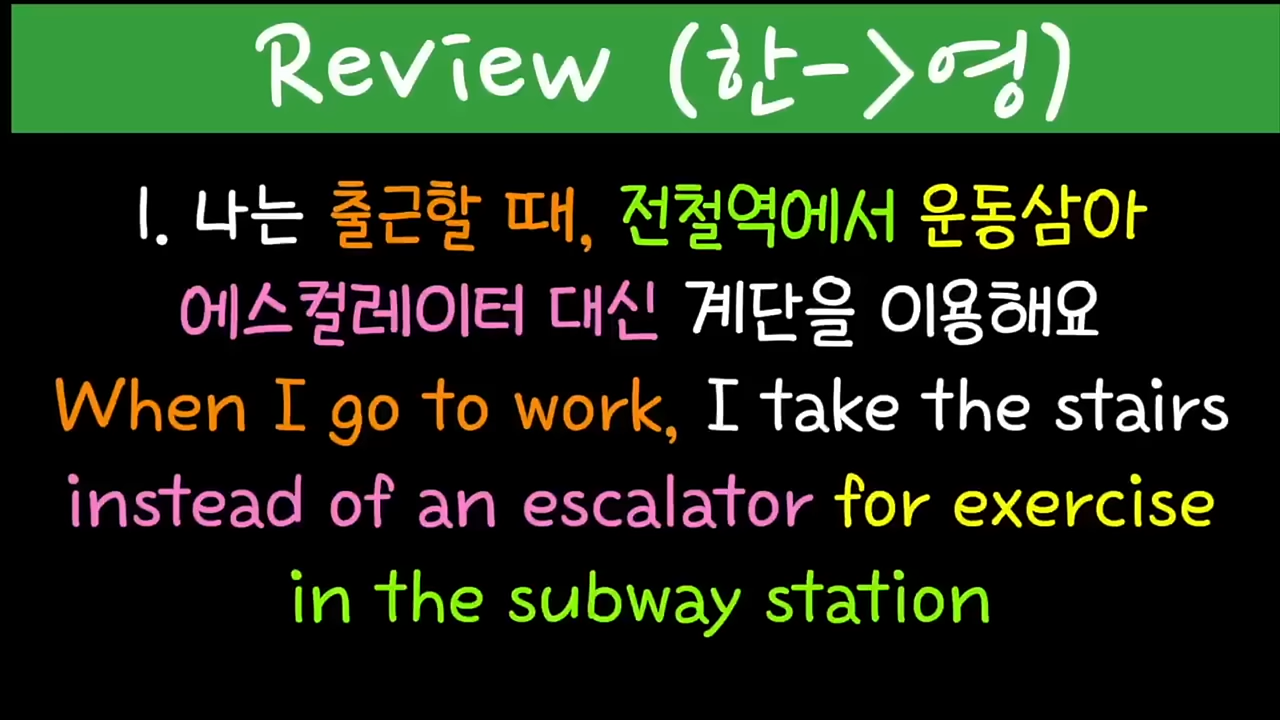 Review (한->영)
1. 나는 출근할 때, 전철역에서 운동삼아
에스컬레이터 대신 계단을 이용해요
When I go to work, I take the stairs
instead of an escalator for exercise
in the subway station